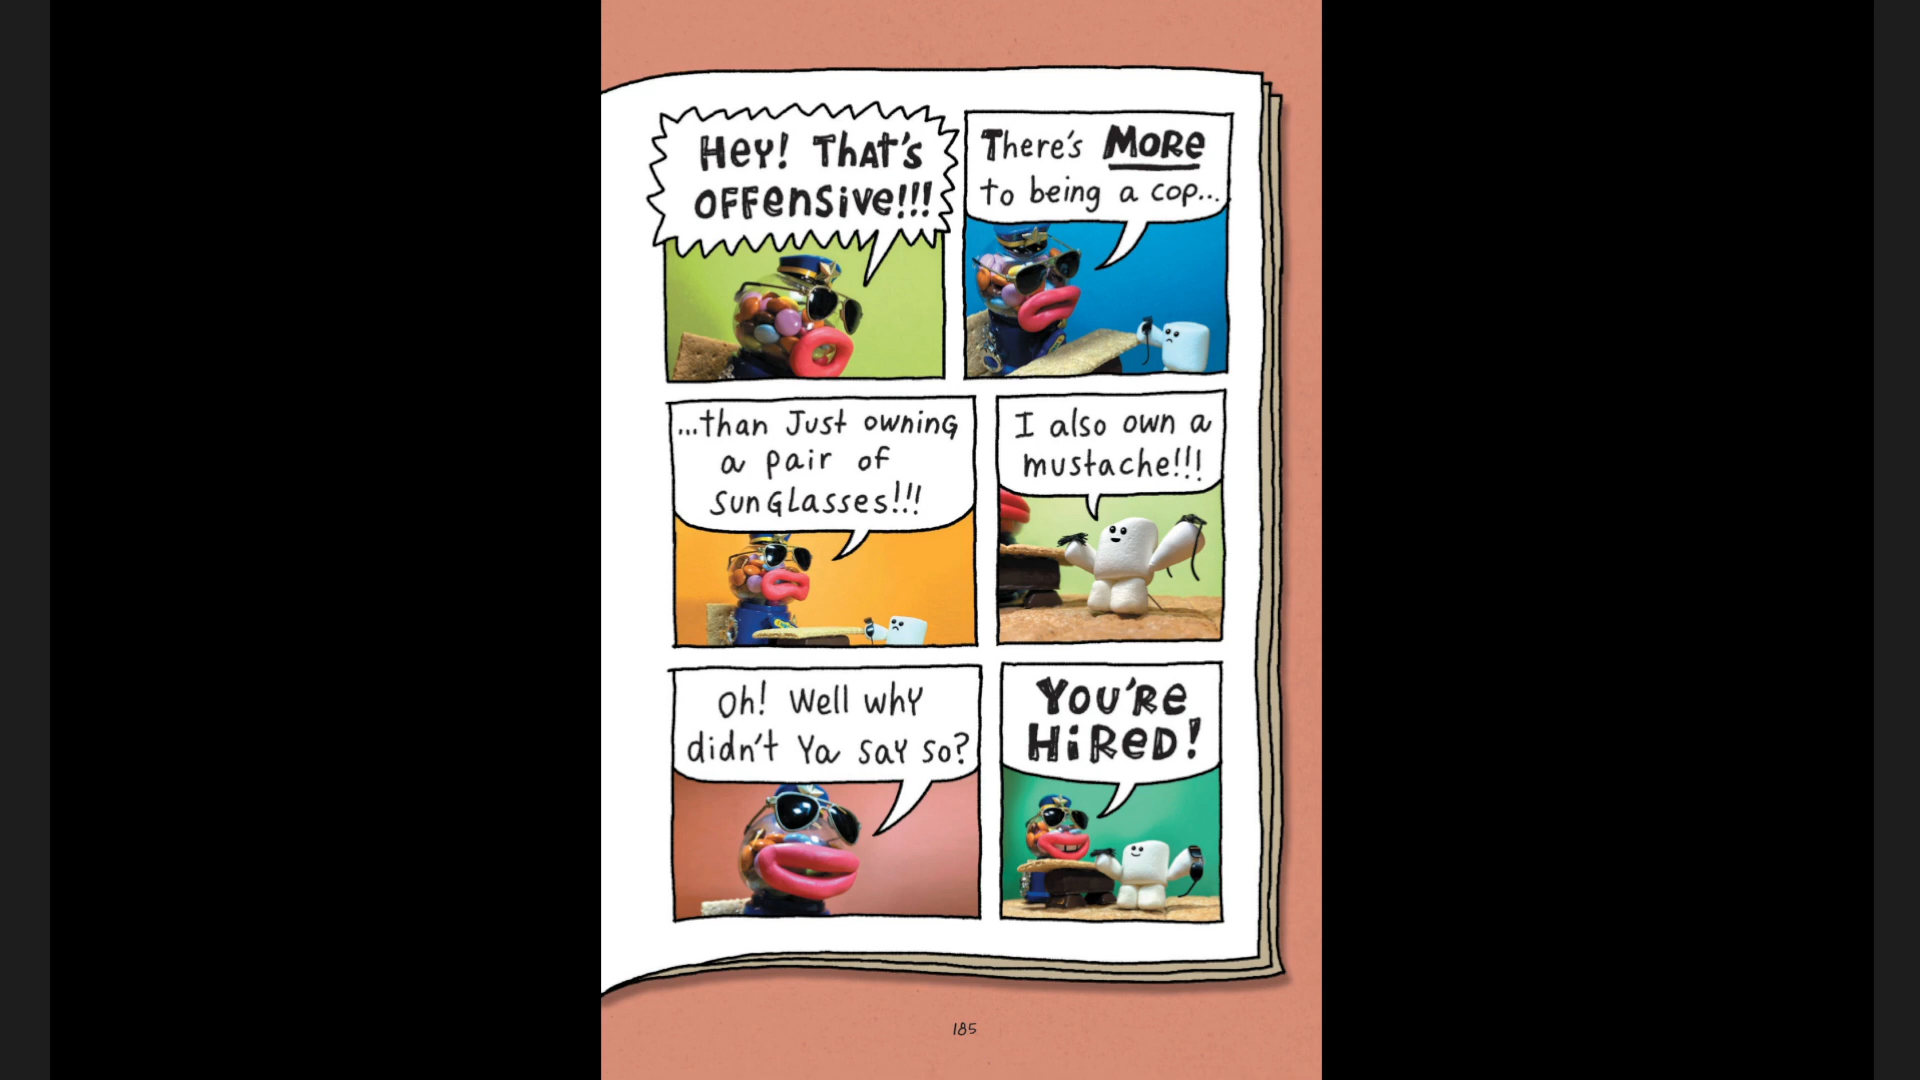 Hey! That's
offensive!!!
There's MORe
to being a cop...
...than Just owning
a pair of
sunGlasses!!!
I also own a
mustache!!!
Oh! Well why
didn't Ya say so?
You're
HiReD!
185